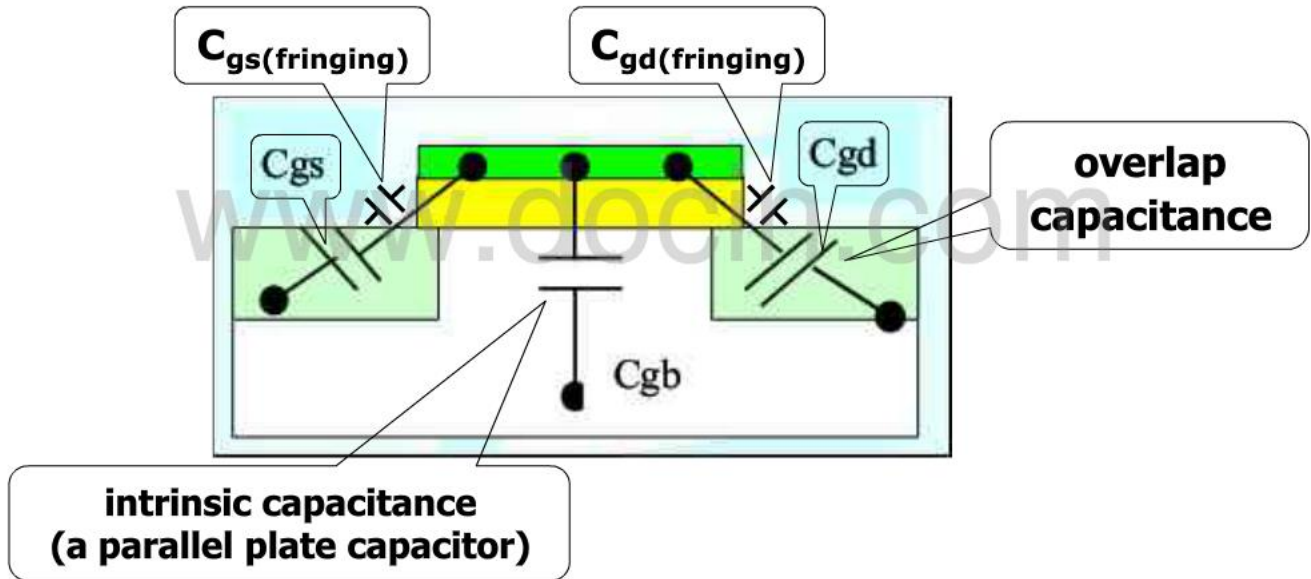 Cgs(fringing)
Cgd(fringing)
Cgs
Cgd
overlap
capacitance
www.docin.com
Cgb
intrinsic capacitance
(a parallel plate capacitor)